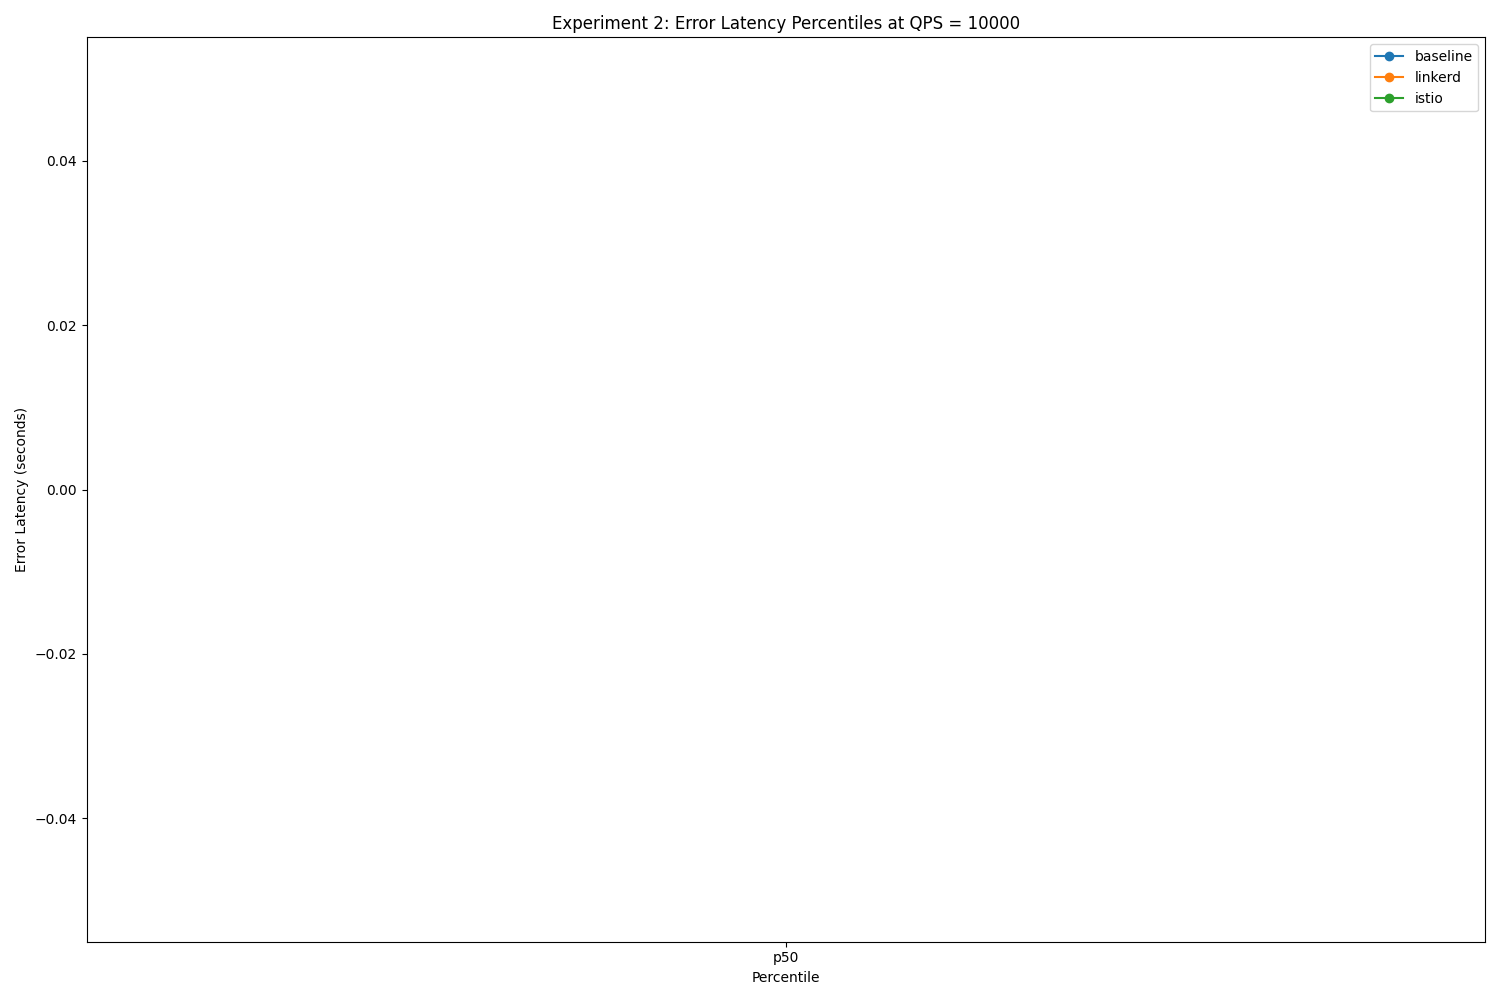 Experiment 2: Error Latency Percentiles at QPS = 10000
baseline
linkerd
istio
0.04
0.02
0.00
−0.02
−0.04
Error Latency (seconds)
p50
Percentile